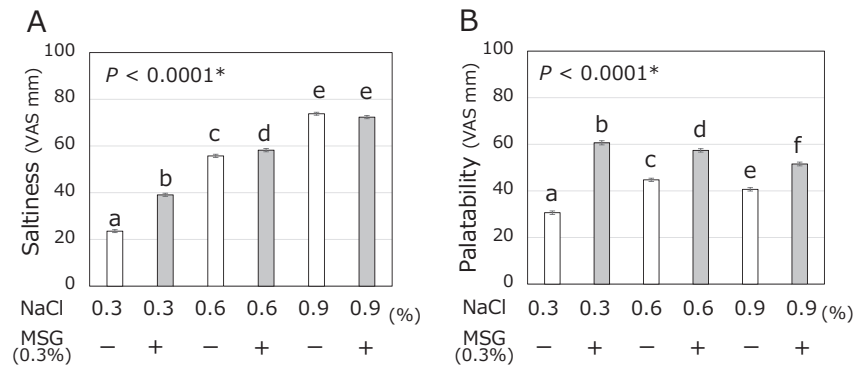 A
100
P < 0.0001*
80
60
40
20
0
Saltiness (VAS mm)
a b c d e e
B
100
P < 0.0001*
80
60
40
20
0
Palatability (VAS mm)
a b c d e f
NaCl 0.3 0.3 0.6 0.6 0.9 0.9 (%)
MSG − + − + − +
(0.3%)
NaCl 0.3 0.3 0.6 0.6 0.9 0.9 (%)
MSG − + − + − +
(0.3%)